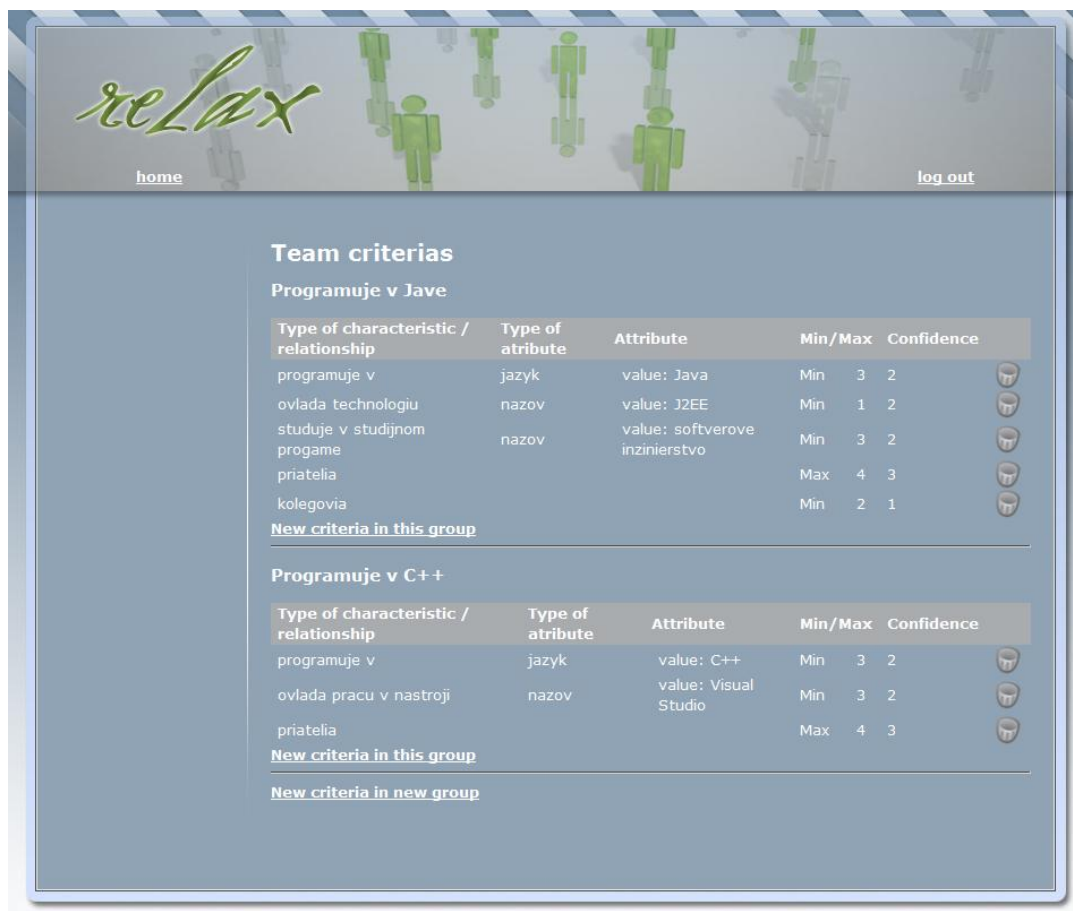 relax
home log out
Team criterias
Programuje v Jave
Type of characteristic / relationship Type of atribute Attribute Min/Max Confidence
programuje v jazyk value: Java Min 3 2
ovlada technologiu nazov value: J2EE Min 1 2
studuje v studijnom progame nazov value: softverove inzinierstvo Min 3 2
priatelia Max 4 3
kolegovia Min 2 1
New criteria in this group
Programuje v C++
Type of characteristic / relationship Type of atribute Attribute Min/Max Confidence
programuje v jazyk value: C++ Min 3 2
ovlada pracu v nastroji nazov value: Visual Studio Min 3 2
priatelia Max 4 3
New criteria in this group
New criteria in new group